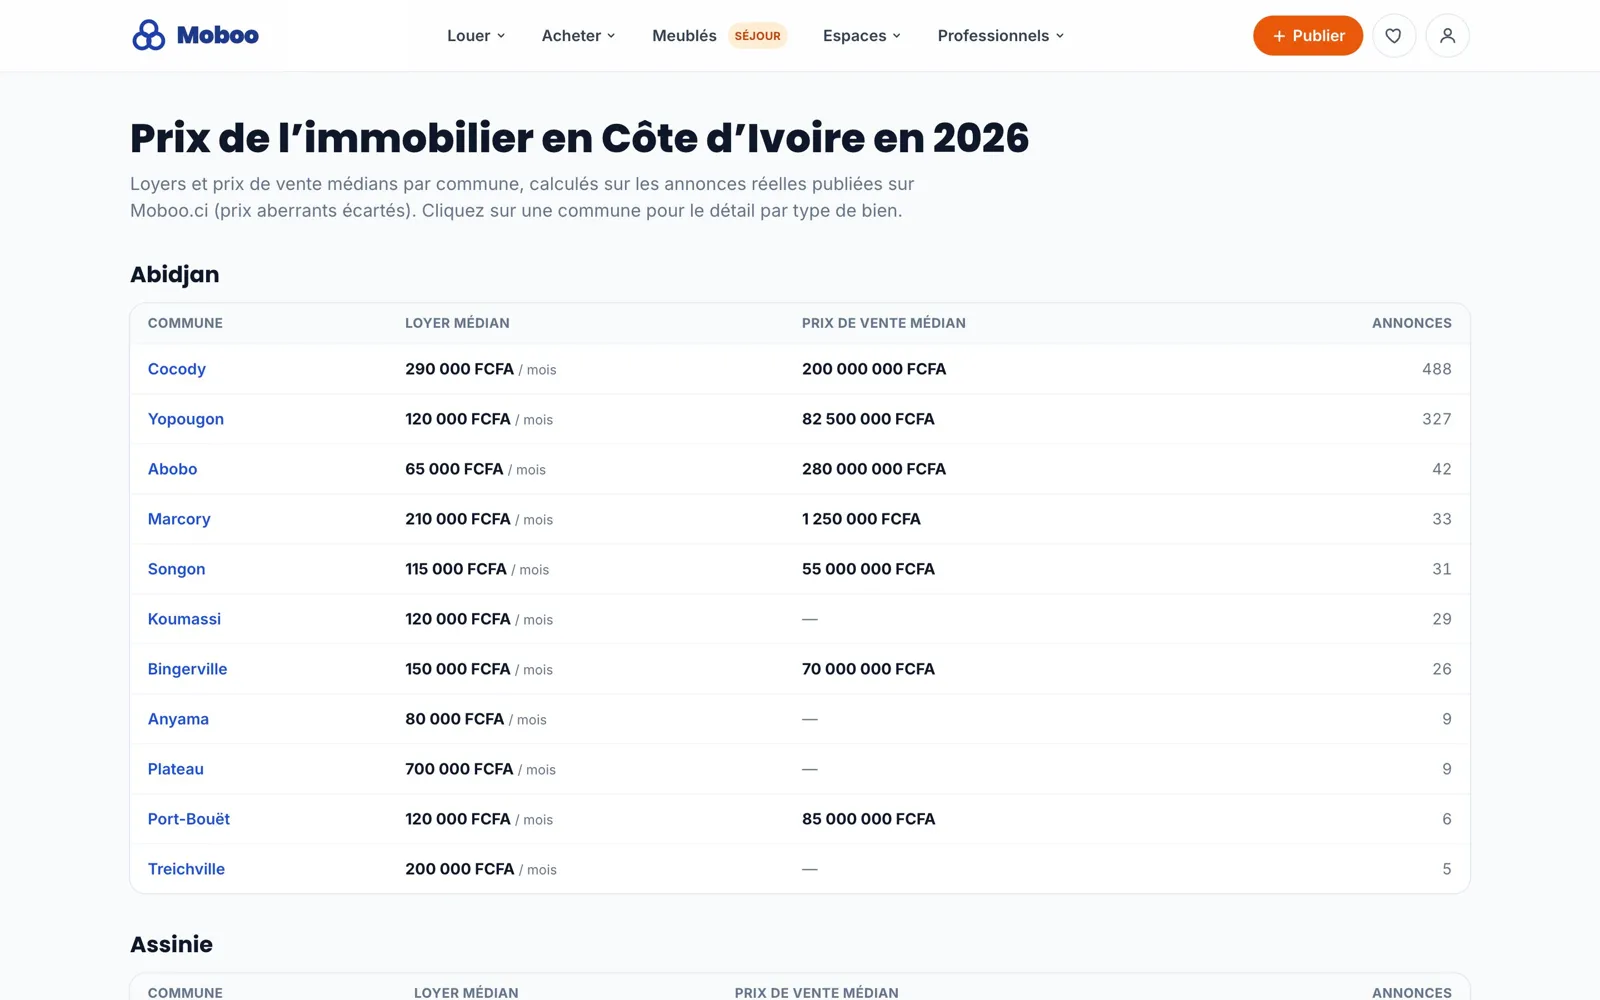 Moboo
Louer
Acheter
Meublés SÉJOUR
Espaces
Professionnels
+ Publier
Prix de l’immobilier en Côte d’Ivoire en 2026
Loyers et prix de vente médians par commune, calculés sur les annonces réelles publiées sur
Moboo.ci (prix aberrants écartés). Cliquez sur une commune pour le détail par type de bien.
Abidjan
COMMUNE LOYER MÉDIAN PRIX DE VENTE MÉDIAN ANNONCES
Cocody 290 000 FCFA / mois 200 000 000 FCFA 488
Yopougon 120 000 FCFA / mois 82 500 000 FCFA 327
Abobo 65 000 FCFA / mois 280 000 000 FCFA 42
Marcory 210 000 FCFA / mois 1 250 000 FCFA 33
Songon 115 000 FCFA / mois 55 000 000 FCFA 31
Koumassi 120 000 FCFA / mois — 29
Bingerville 150 000 FCFA / mois 70 000 000 FCFA 26
Anyama 80 000 FCFA / mois — 9
Plateau 700 000 FCFA / mois — 9
Port-Bouët 120 000 FCFA / mois 85 000 000 FCFA 6
Treichville 200 000 FCFA / mois — 5
Assinie
COMMUNE LOYER MÉDIAN PRIX DE VENTE MÉDIAN ANNONCES